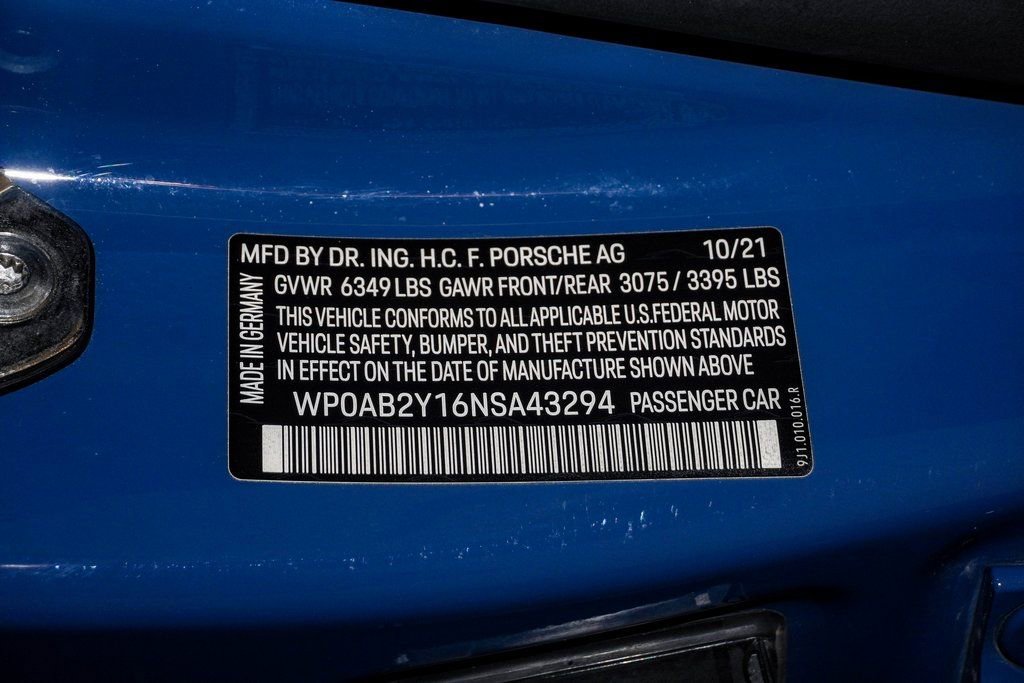 MFD BY DR. ING. H.C. F. PORSCHE AG 10/21
GVWR 6349 LBS GAWR FRONT/REAR 3075 / 3395 LBS
THIS VEHICLE CONFORMS TO ALL APPLICABLE U.S.FEDERAL MOTOR
VEHICLE SAFETY, BUMPER, AND THEFT PREVENTION STANDARDS
IN EFFECT ON THE DATE OF MANUFACTURE SHOWN ABOVE
WP0AB2Y16NSA43294 PASSENGER CAR
MADE IN GERMANY
9J1.010.016.R